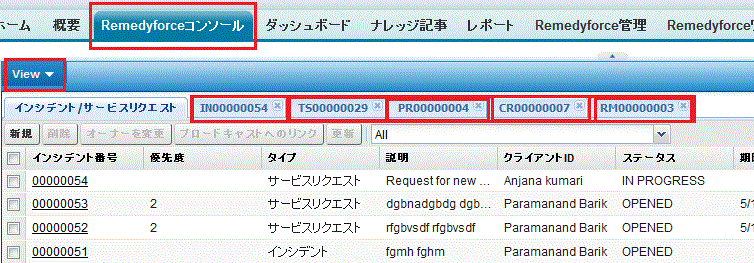 ホーム 概要 Remedyforceコンソール ダッシュボード ナレッジ記事 レポート Remedyforce管理 Remedyforce
View
インシデント/サービスリクエスト IN00000054 TS00000029 PR00000004 CR00000007 RM00000003
新規 削除 オーナーを変更 ブロードキャストへのリンク 更新 All
インシデント番号 優先度 タイプ 説明 クライアントID ステータス 期
00000054 サービスリクエスト Request for new ... Anjana kumari IN PROGRESS
00000053 2 サービスリクエスト dgbnadgbdg dgb... Paramanand Barik OPENED 5/1
00000052 2 サービスリクエスト rfgbvsdf rfgbvsdf Paramanand Barik OPENED 5/
00000051 インシデント fgmh fghm Paramanand Barik OPENED